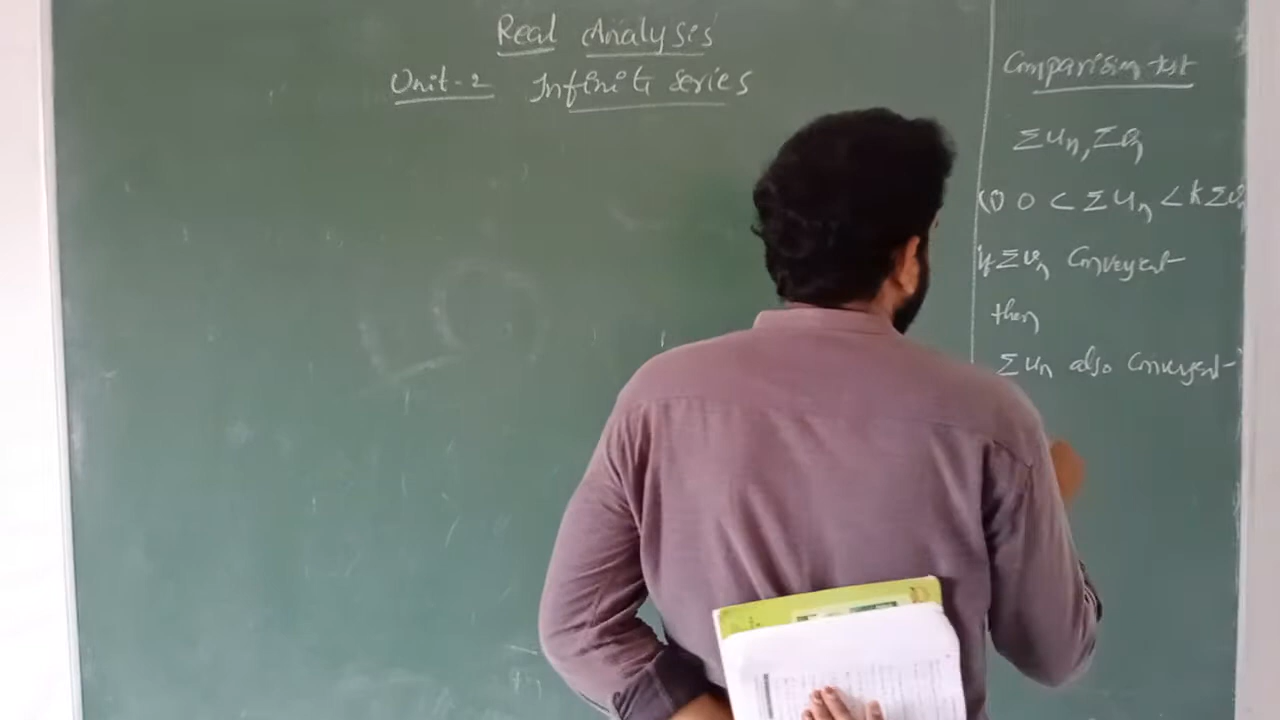 Real Analysis
Unit-2 Infinite series
Comparision test
Σuₙ, Σvₙ
(i) 0 < Σuₙ < kΣvₙ
if Σvₙ Convergent
then
Σuₙ also Convergent